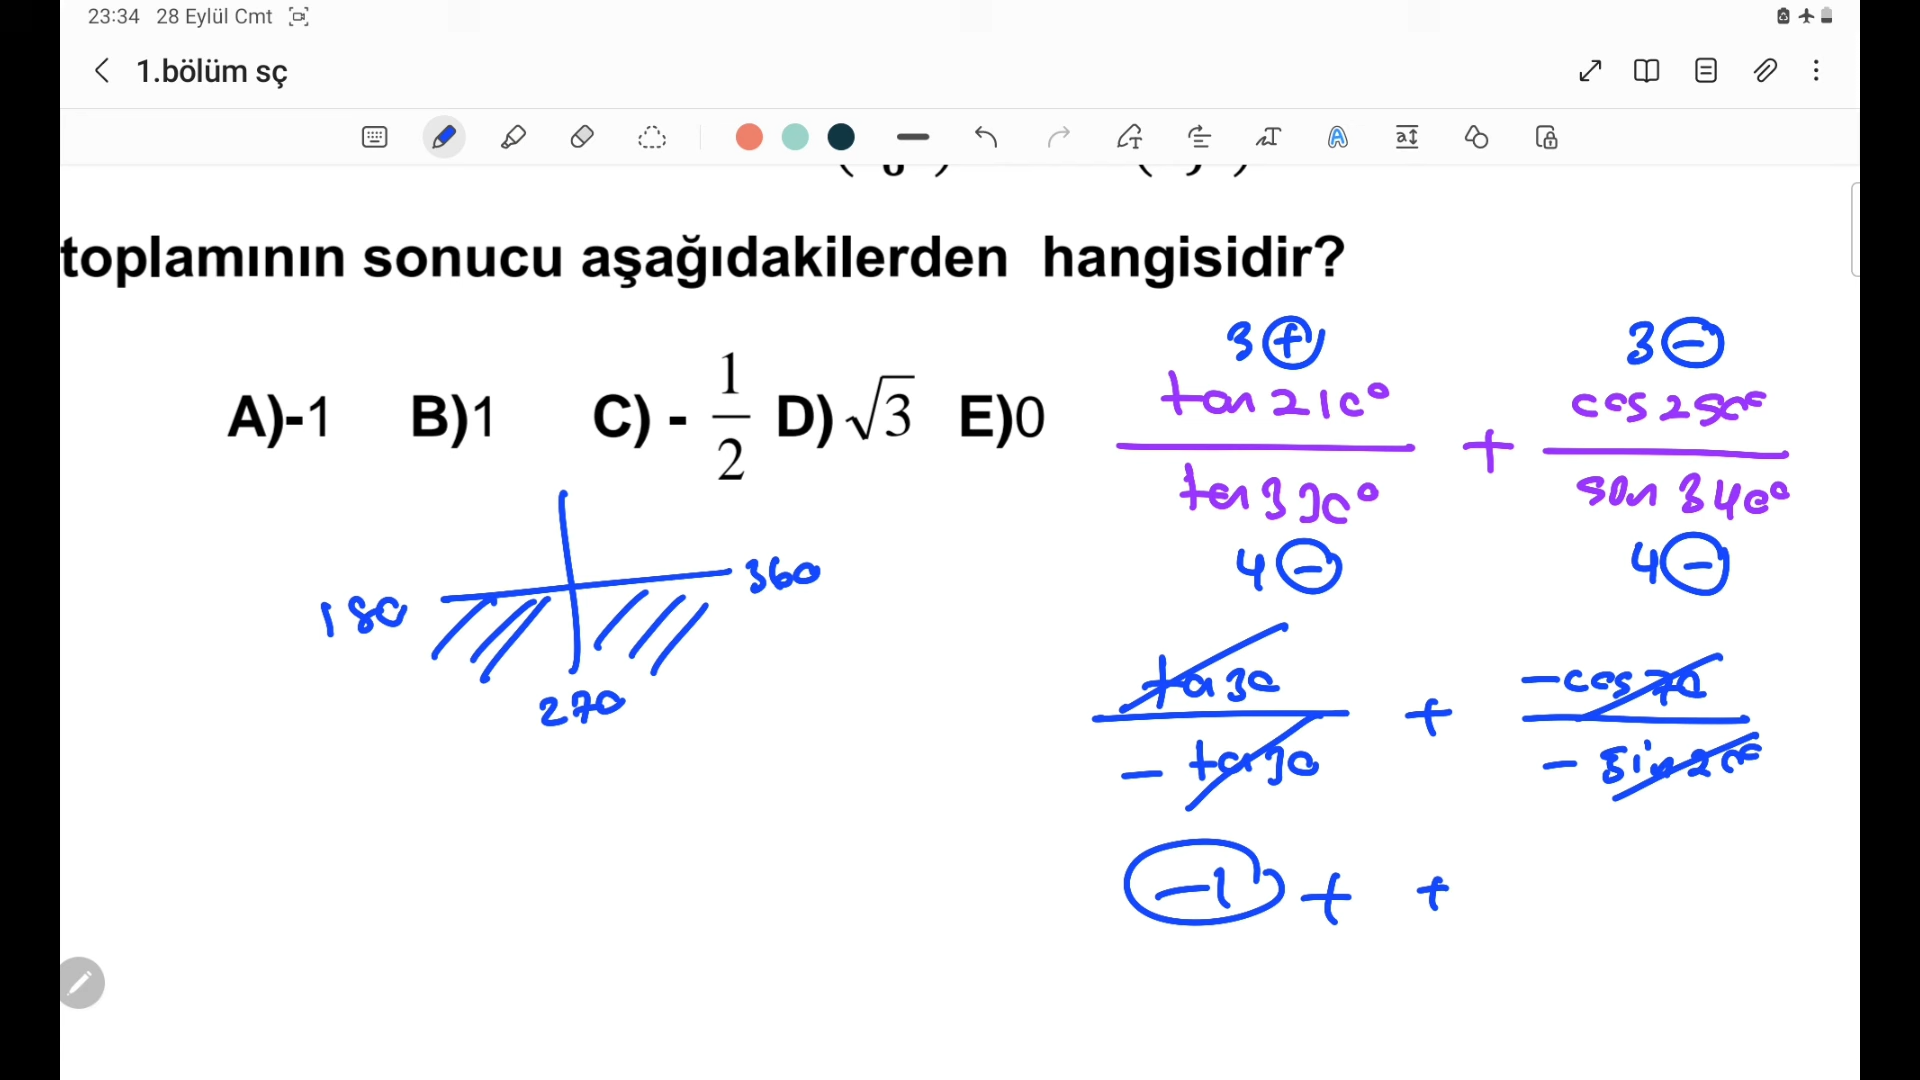 23:34 28 Eylül Cmt
1.bölüm sç
toplamının sonucu aşağıdakilerden hangisidir?
A)-1 B)1 C) - 1/2 D) √3 E)0
3 + 3 -
tan 210° + cos 250°
tan 330° sin 340°
4 - 4 -
180 360
270
tan 30 + -cos 70
- tan 30 - sin 20°
-1 + +